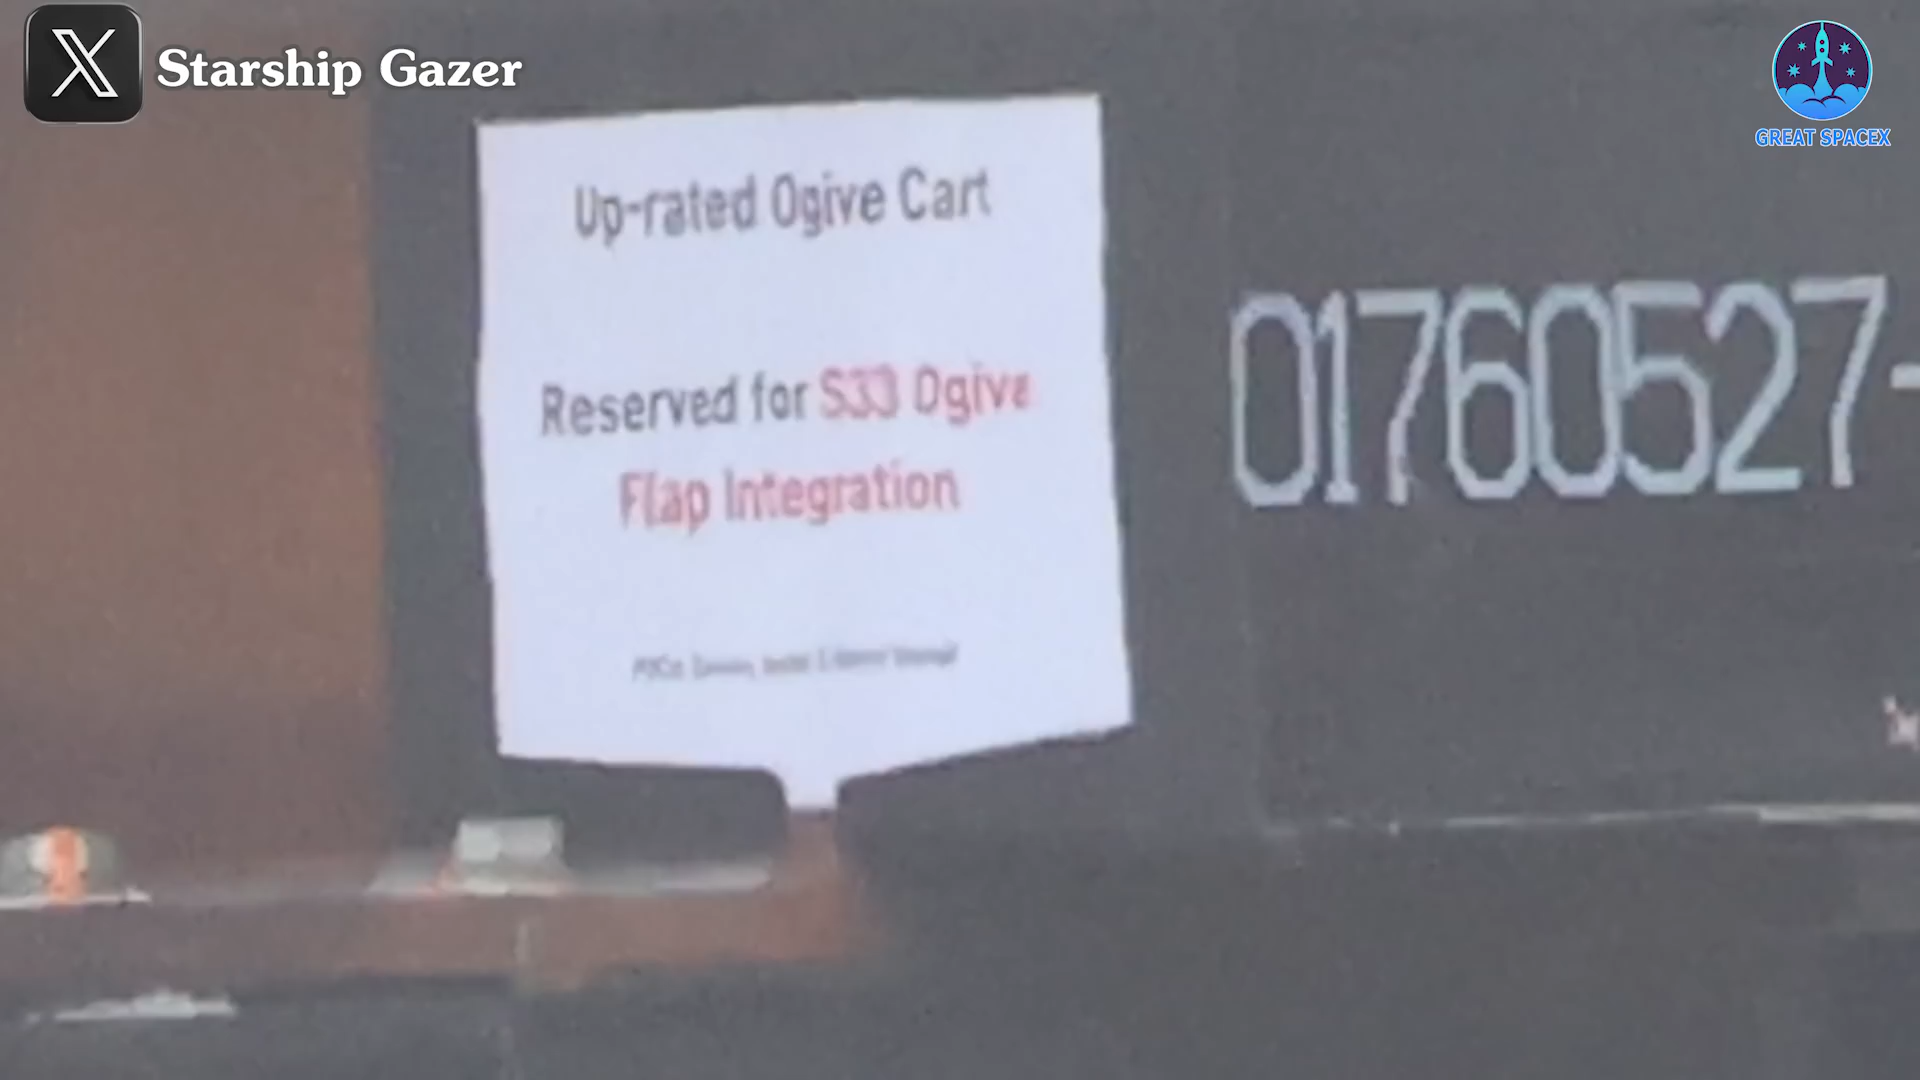 Starship Gazer
GREAT SPACEX
Up-rated Ogive Cart
Reserved for S33 Ogive
Flap Integration
01760527-